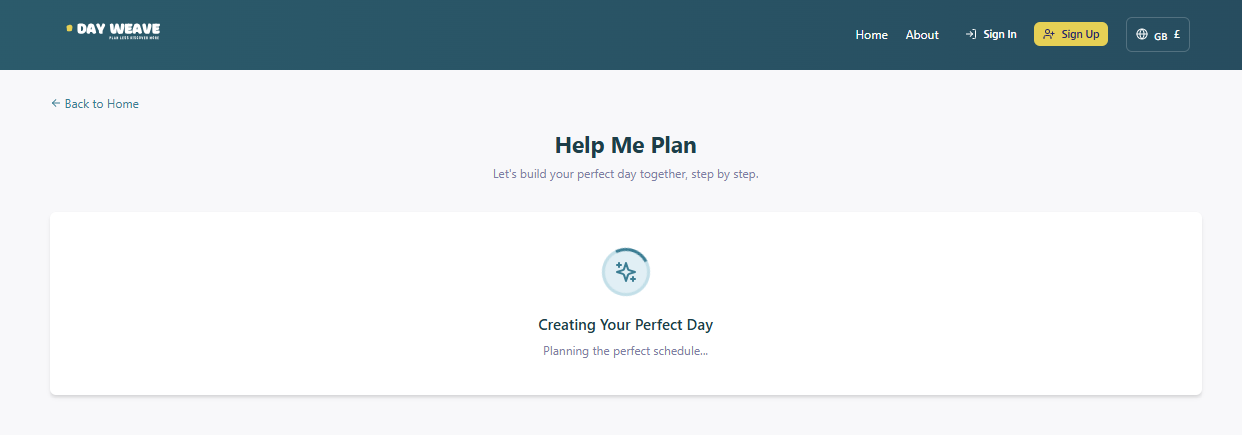 DAY WEAVE
PLAN LESS DISCOVER MORE
Home
About
Sign In
Sign Up
GB £
Back to Home
Help Me Plan
Let's build your perfect day together, step by step.
Creating Your Perfect Day
Planning the perfect schedule...